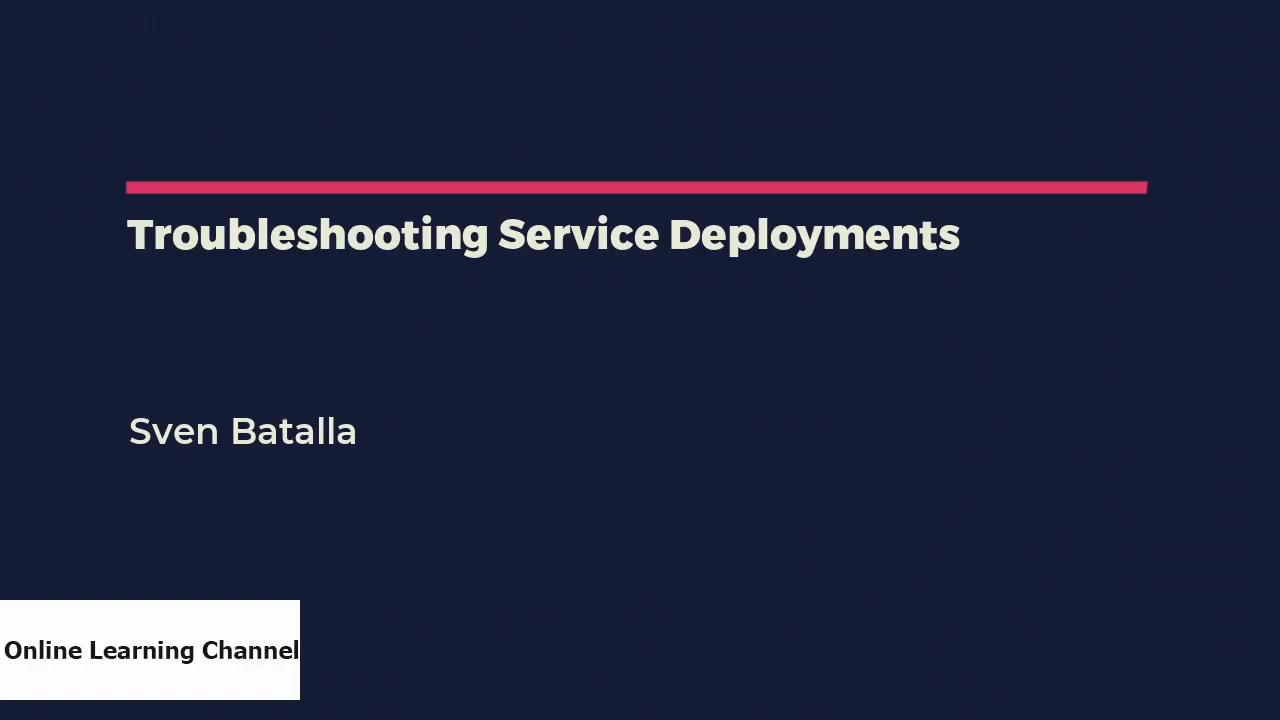 Troubleshooting Service Deployments
Sven Batalla
Online Learning Channel